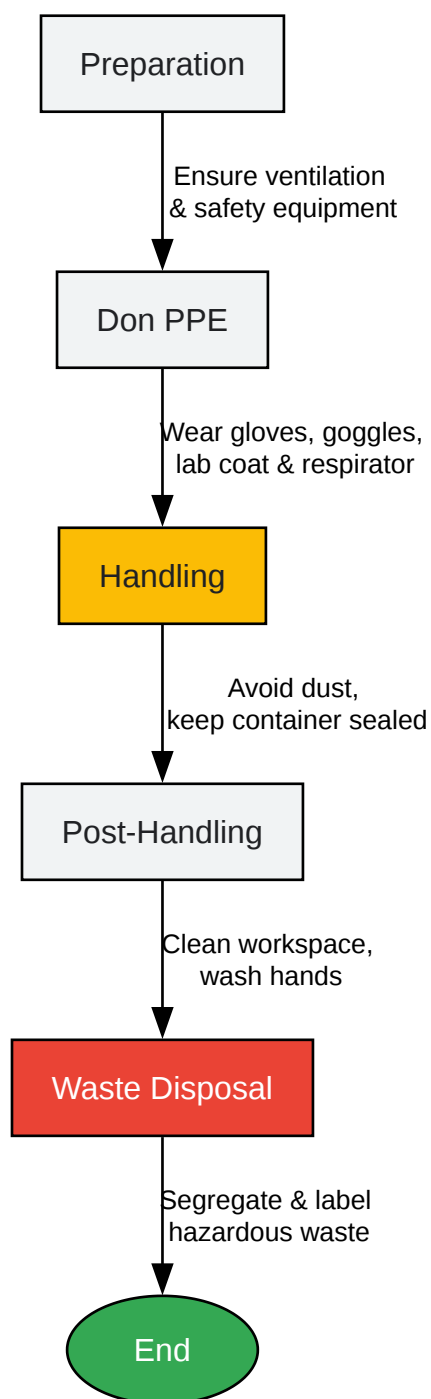 Preparation
Ensure ventilation
& safety equipment
Don PPE
Wear gloves, goggles,
lab coat & respirator
Handling
Avoid dust,
keep container sealed
Post-Handling
Clean workspace,
wash hands
Waste Disposal
Segregate & label
hazardous waste
End